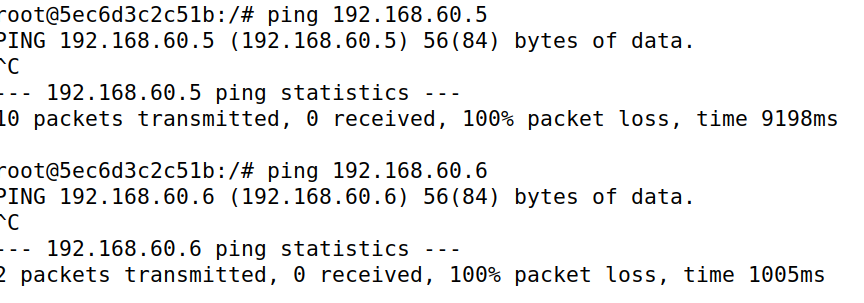 root@5ec6d3c2c51b:/# ping 192.168.60.5
PING 192.168.60.5 (192.168.60.5) 56(84) bytes of data.
^C
--- 192.168.60.5 ping statistics ---
10 packets transmitted, 0 received, 100% packet loss, time 9198ms

root@5ec6d3c2c51b:/# ping 192.168.60.6
PING 192.168.60.6 (192.168.60.6) 56(84) bytes of data.
^C
--- 192.168.60.6 ping statistics ---
2 packets transmitted, 0 received, 100% packet loss, time 1005ms